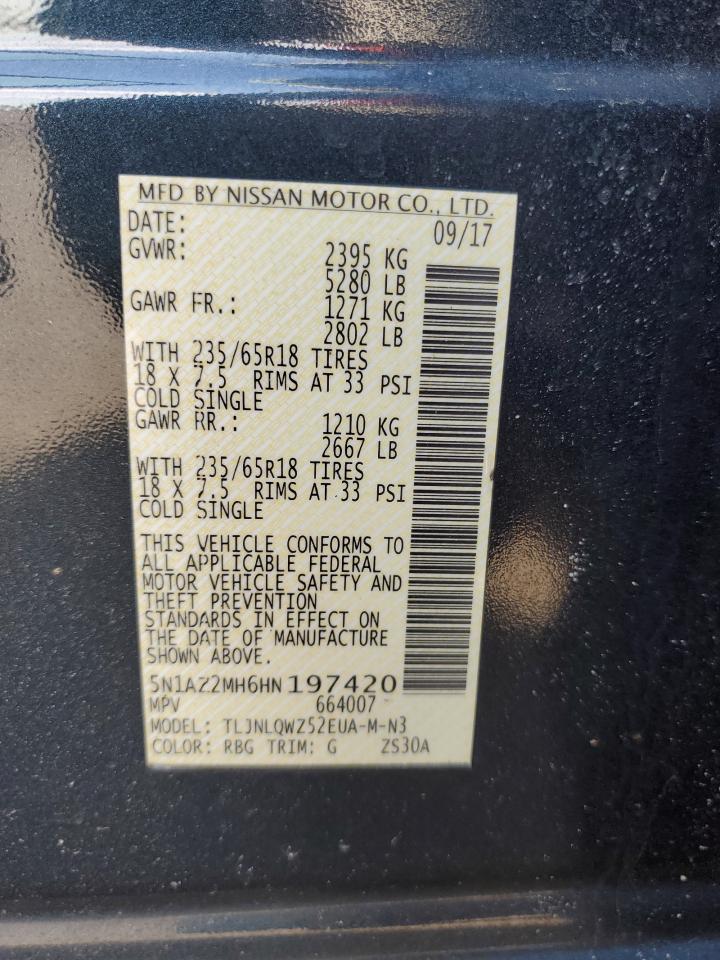 MFD BY NISSAN MOTOR CO., LTD.
DATE: 09/17
GVWR: 2395 KG
5280 LB
GAWR FR.: 1271 KG
2802 LB
WITH 235/65R18 TIRES
18 X 7.5 RIMS AT 33 PSI
COLD SINGLE
GAWR RR.: 1210 KG
2667 LB
WITH 235/65R18 TIRES
18 X 7.5 RIMS AT 33 PSI
COLD SINGLE
THIS VEHICLE CONFORMS TO
ALL APPLICABLE FEDERAL
MOTOR VEHICLE SAFETY AND
THEFT PREVENTION
STANDARDS IN EFFECT ON
THE DATE OF MANUFACTURE
SHOWN ABOVE.
5N1AZ2MH6HN197420
MPV 664007
MODEL: TLJNLQWZ52EUA-M-N3
COLOR: RBG TRIM: G ZS30A